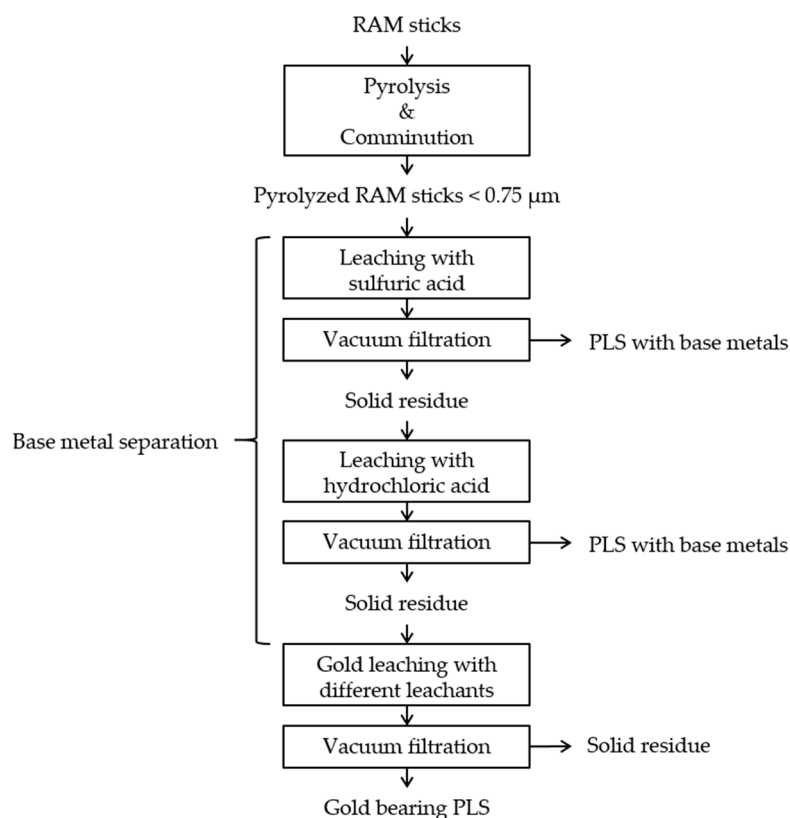 RAM sticks
Pyrolysis
&
Comminution
Pyrolyzed RAM sticks < 0.75 µm
Leaching with
sulfuric acid
Vacuum filtration
PLS with base metals
Solid residue
Base metal separation
Leaching with
hydrochloric acid
Vacuum filtration
PLS with base metals
Solid residue
Gold leaching with
different leachants
Vacuum filtration
Solid residue
Gold bearing PLS